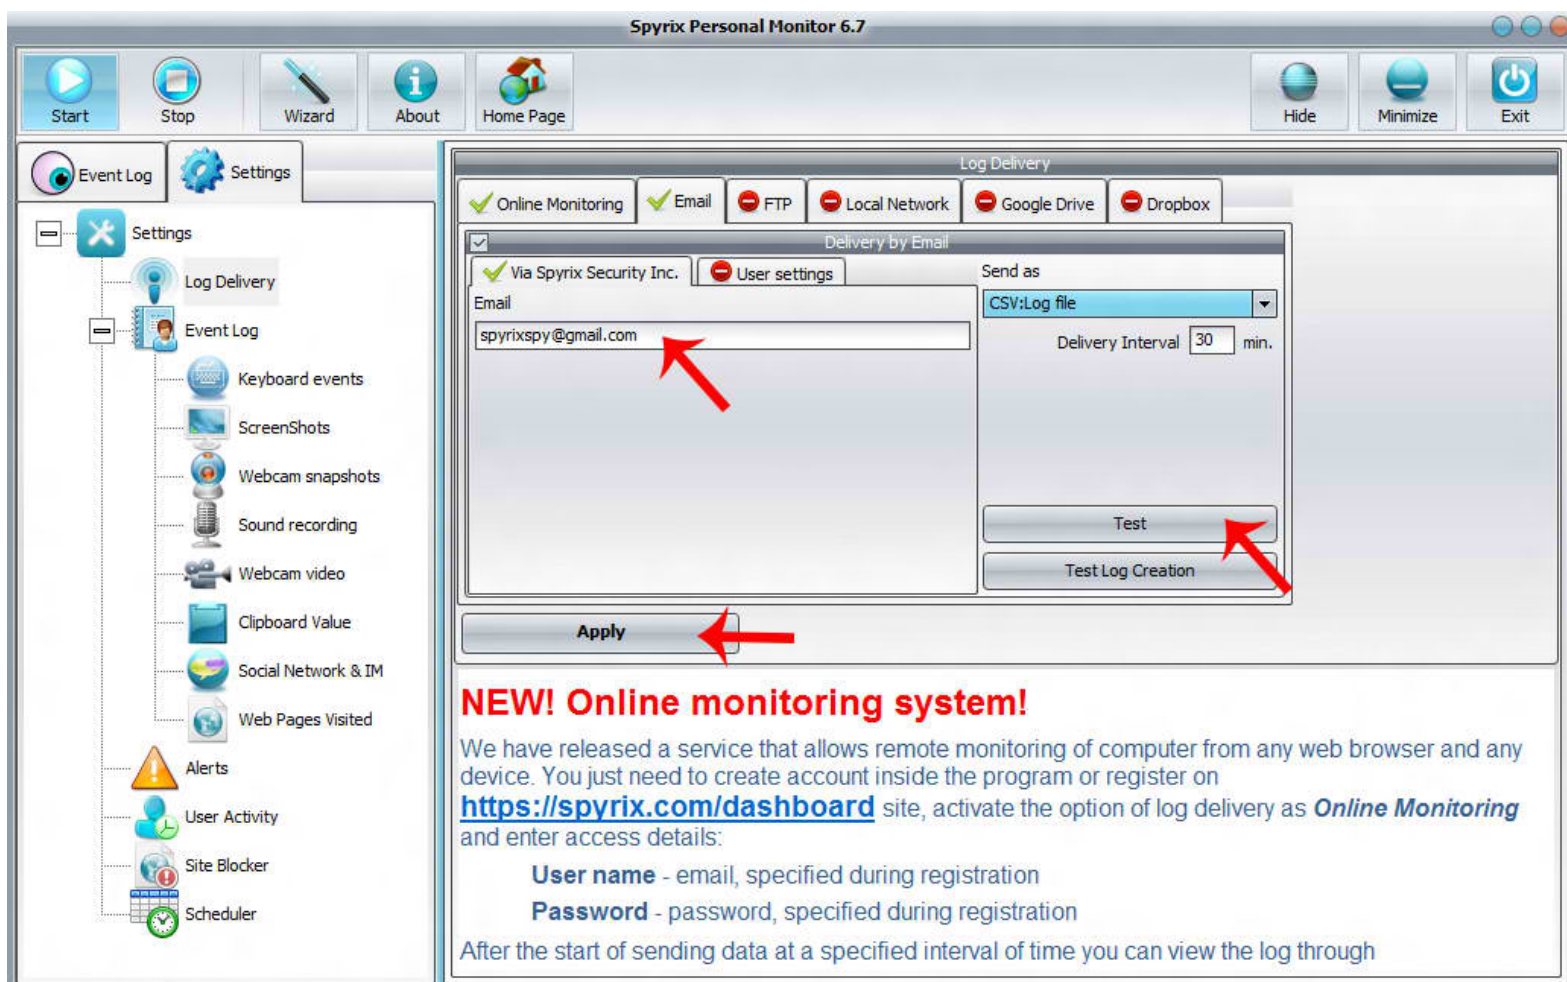 Spyrix Personal Monitor 6.7
Start
Stop
Wizard
About
Home Page
Hide
Minimize
Exit
Event Log
Settings
Settings
Log Delivery
Event Log
Keyboard events
ScreenShots
Webcam snapshots
Sound recording
Webcam video
Clipboard Value
Social Network & IM
Web Pages Visited
Alerts
User Activity
Site Blocker
Scheduler
Log Delivery
Online Monitoring
Email
FTP
Local Network
Google Drive
Dropbox
Delivery by Email
Via Spyrix Security Inc.
User settings
Email
spyrixspy@gmail.com
Send as
CSV:Log file
Delivery Interval 30 min.
Test
Test Log Creation
Apply
NEW! Online monitoring system!
We have released a service that allows remote monitoring of computer from any web browser and any
device. You just need to create account inside the program or register on
https://spyrix.com/dashboard site, activate the option of log delivery as Online Monitoring
and enter access details:
User name - email, specified during registration
Password - password, specified during registration
After the start of sending data at a specified interval of time you can view the log through